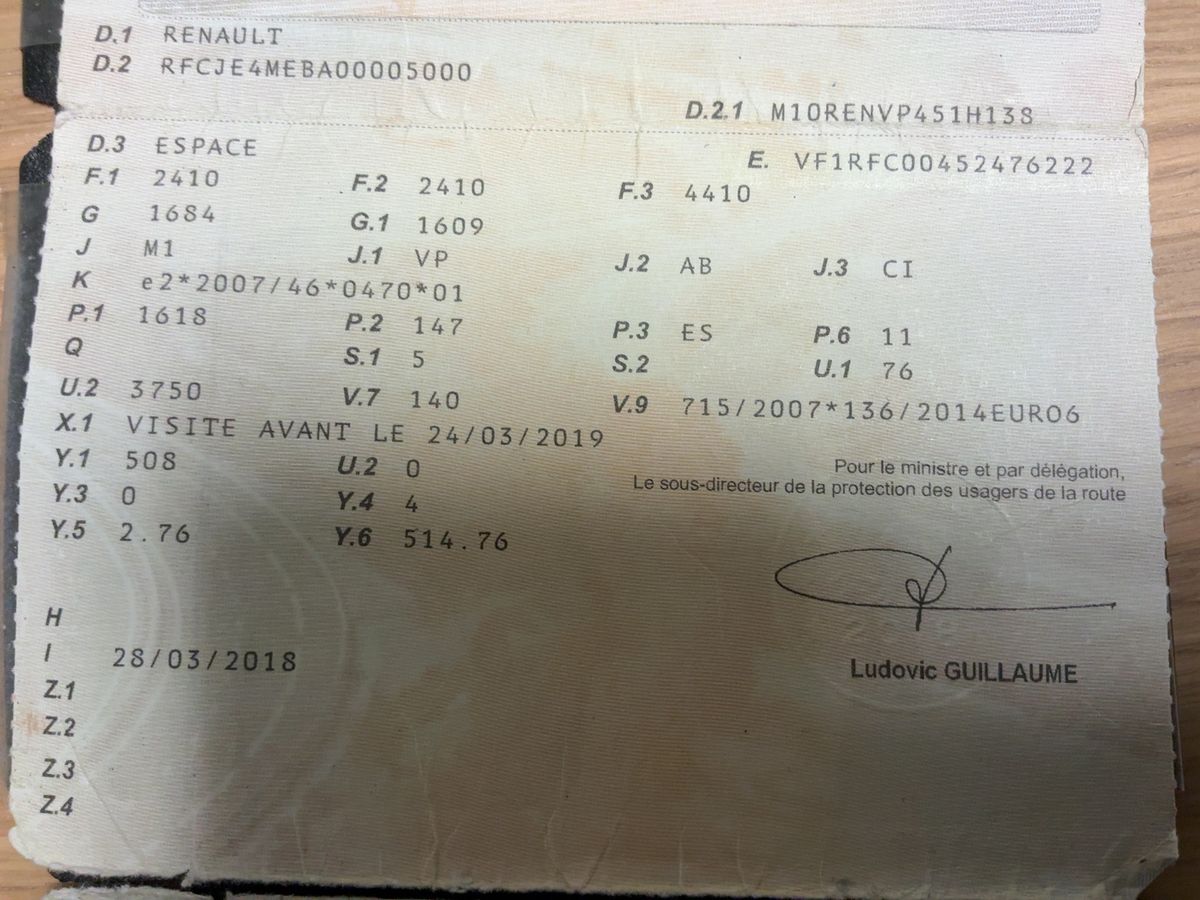 D.1 RENAULT
D.2 RFCJE4MEBA00005000
D.2.1 M10RENVP451H138
D.3 ESPACE
E. VF1RFC00452476222
F.1 2410 F.2 2410 F.3 4410
G 1684 G.1 1609
J M1 J.1 VP J.2 AB J.3 CI
K e2*2007/46*0470*01
P.1 1618 P.2 147 P.3 ES P.6 11
Q S.1 5 S.2 U.1 76
U.2 3750 V.7 140 V.9 715/2007*136/2014EURO6
X.1 VISITE AVANT LE 24/03/2019
Y.1 508 U.2 0
Pour le ministre et par délégation,
Le sous-directeur de la protection des usagers de la route
Y.3 0 Y.4 4
Y.5 2.76 Y.6 514.76
H
I 28/03/2018
Ludovic GUILLAUME
Z.1
Z.2
Z.3
Z.4